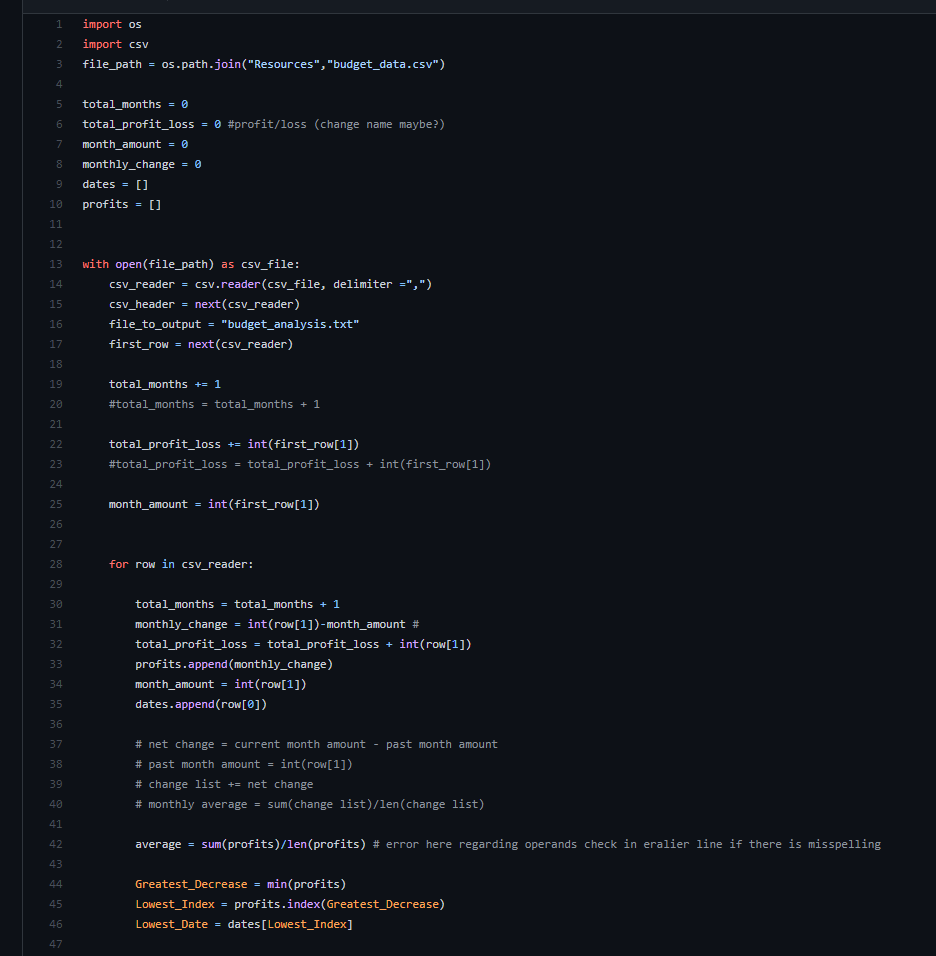 1 import os
2 import csv
3 file_path = os.path.join("Resources","budget_data.csv")
4
5 total_months = 0
6 total_profit_loss = 0 #profit/loss (change name maybe?)
7 month_amount = 0
8 monthly_change = 0
9 dates = []
10 profits = []
11
12
13 with open(file_path) as csv_file:
14     csv_reader = csv.reader(csv_file, delimiter =",")
15     csv_header = next(csv_reader)
16     file_to_output = "budget_analysis.txt"
17     first_row = next(csv_reader)
18
19     total_months += 1
20     #total_months = total_months + 1
21
22     total_profit_loss += int(first_row[1])
23     #total_profit_loss = total_profit_loss + int(first_row[1])
24
25     month_amount = int(first_row[1])
26
27
28     for row in csv_reader:
29
30         total_months = total_months + 1
31         monthly_change = int(row[1])-month_amount #
32         total_profit_loss = total_profit_loss + int(row[1])
33         profits.append(monthly_change)
34         month_amount = int(row[1])
35         dates.append(row[0])
36
37         # net change = current month amount - past month amount
38         # past month amount = int(row[1])
39         # change list += net change
40         # monthly average = sum(change list)/len(change list)
41
42         average = sum(profits)/len(profits) # error here regarding operands check in eralier line if there is misspelling
43
44         Greatest_Decrease = min(profits)
45         Lowest_Index = profits.index(Greatest_Decrease)
46         Lowest_Date = dates[Lowest_Index]
47